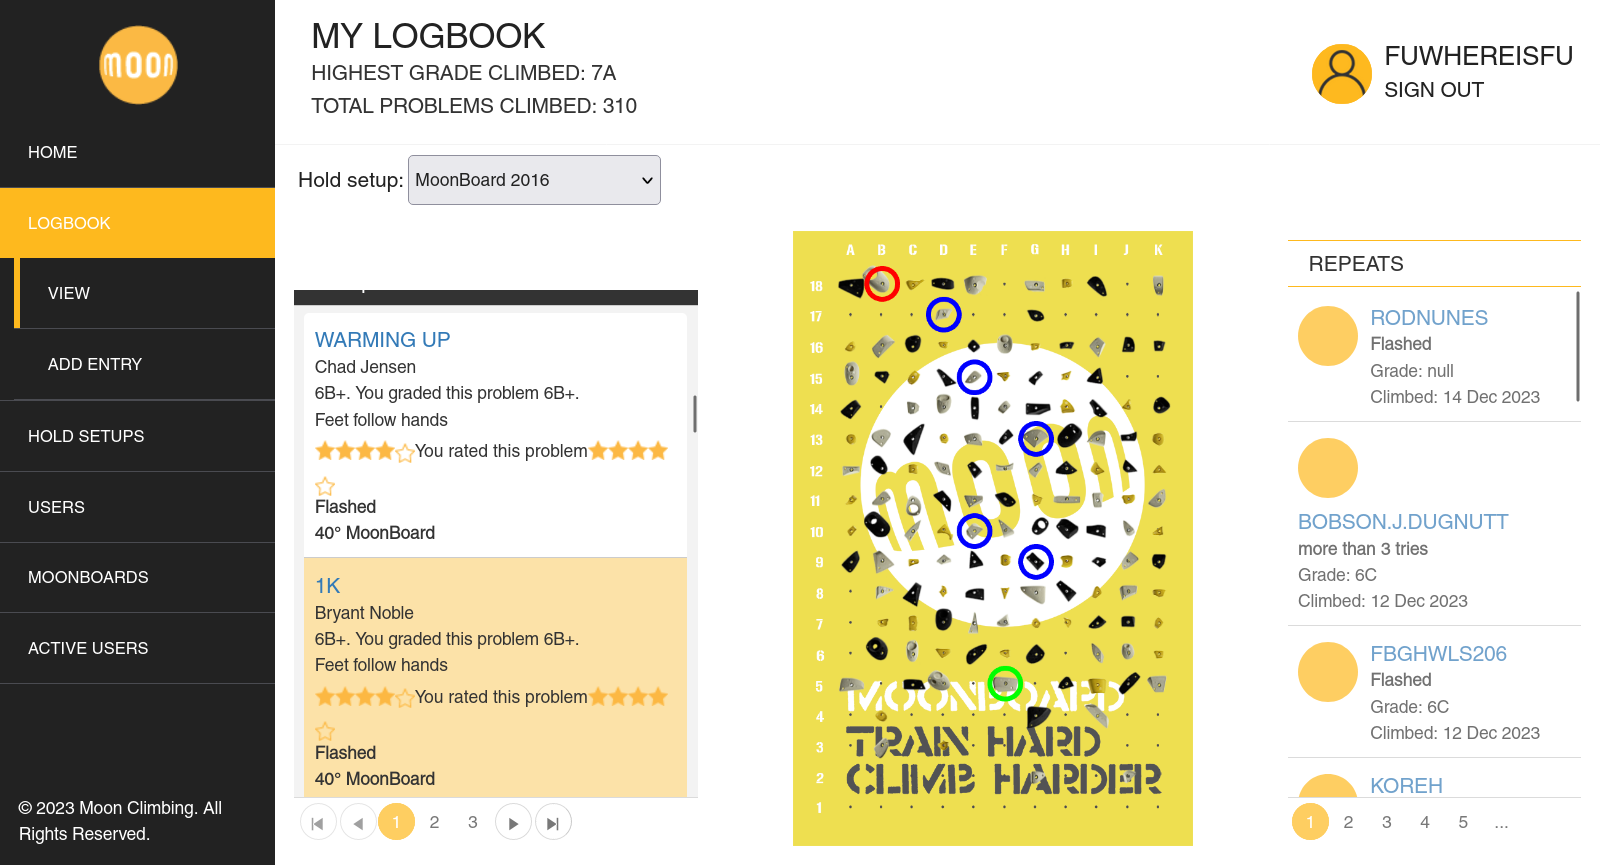 moon
HOME
LOGBOOK
VIEW
ADD ENTRY
HOLD SETUPS
USERS
MOONBOARDS
ACTIVE USERS
© 2023 Moon Climbing. All
Rights Reserved.
MY LOGBOOK
HIGHEST GRADE CLIMBED: 7A
TOTAL PROBLEMS CLIMBED: 310
FUWHEREISFU
SIGN OUT
Hold setup: MoonBoard 2016
WARMING UP
Chad Jensen
6B+. You graded this problem 6B+.
Feet follow hands
You rated this problem
Flashed
40° MoonBoard
1K
Bryant Noble
6B+. You graded this problem 6B+.
Feet follow hands
You rated this problem
Flashed
40° MoonBoard
1 2 3
A B C D E F G H I J K
18
17
16
15
14
13
12
11
10
9
8
7
6
5
4
3
2
1
moon
MOONBOARD
TRAIN HARD
CLIMB HARDER
REPEATS
RODNUNES
Flashed
Grade: null
Climbed: 14 Dec 2023
BOBSON.J.DUGNUTT
more than 3 tries
Grade: 6C
Climbed: 12 Dec 2023
FBGHWLS206
Flashed
Grade: 6C
Climbed: 12 Dec 2023
KOREH
1 2 3 4 5 ...